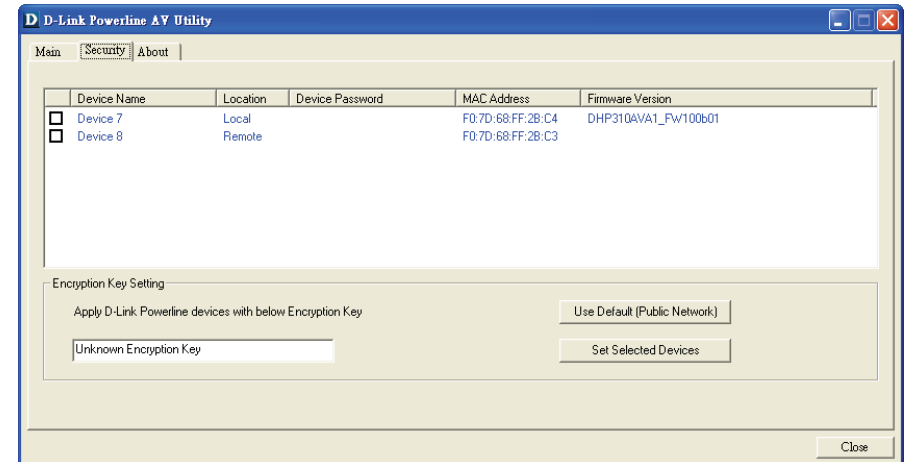 D D-Link Powerline AV Utility
Main Security About
Device Name Location Device Password MAC Address Firmware Version
Device 7 Local F0:7D:68:FF:2B:C4 DHP310AVA1_FW100b01
Device 8 Remote F0:7D:68:FF:2B:C3
Encryption Key Setting
Apply D-Link Powerline devices with below Encryption Key Use Default (Public Network)
Unknown Encryption Key Set Selected Devices
Close